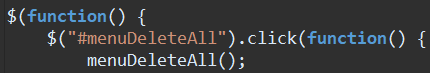 $(function() {
$("#menuDeleteAll").click(function() {
menuDeleteAll();